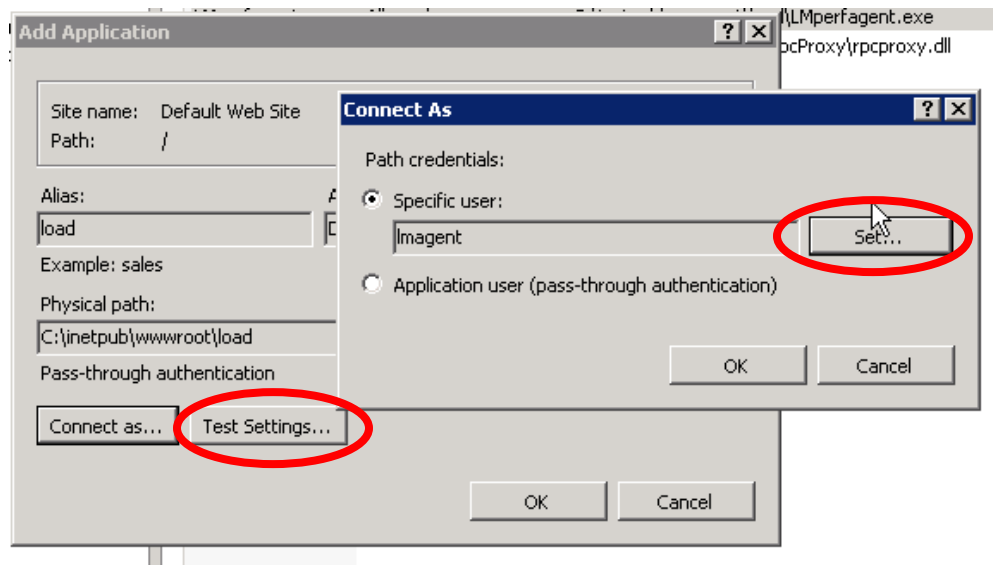 \LMperfagent.exe
Add Application
ocProxy\rpcproxy.dll
Site name: Default Web Site
Path: /
Connect As
Path credentials:
Alias:
load
Specific user:
lmagent
Set...
Example: sales
Application user (pass-through authentication)
Physical path:
C:\inetpub\wwwroot\load
Pass-through authentication
OK
Cancel
Connect as...
Test Settings...
OK
Cancel